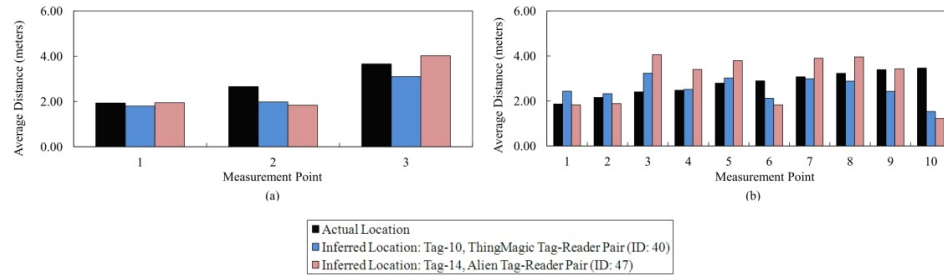 Average Distance (meters)
6.00
4.00
2.00
0.00
1 2 3
Measurement Point
(a)
Average Distance (meters)
6.00
4.00
2.00
0.00
1 2 3 4 5 6 7 8 9 10
Measurement Point
(b)
Actual Location
Inferred Location: Tag-10, ThingMagic Tag-Reader Pair (ID: 40)
Inferred Location: Tag-14, Alien Tag-Reader Pair (ID: 47)